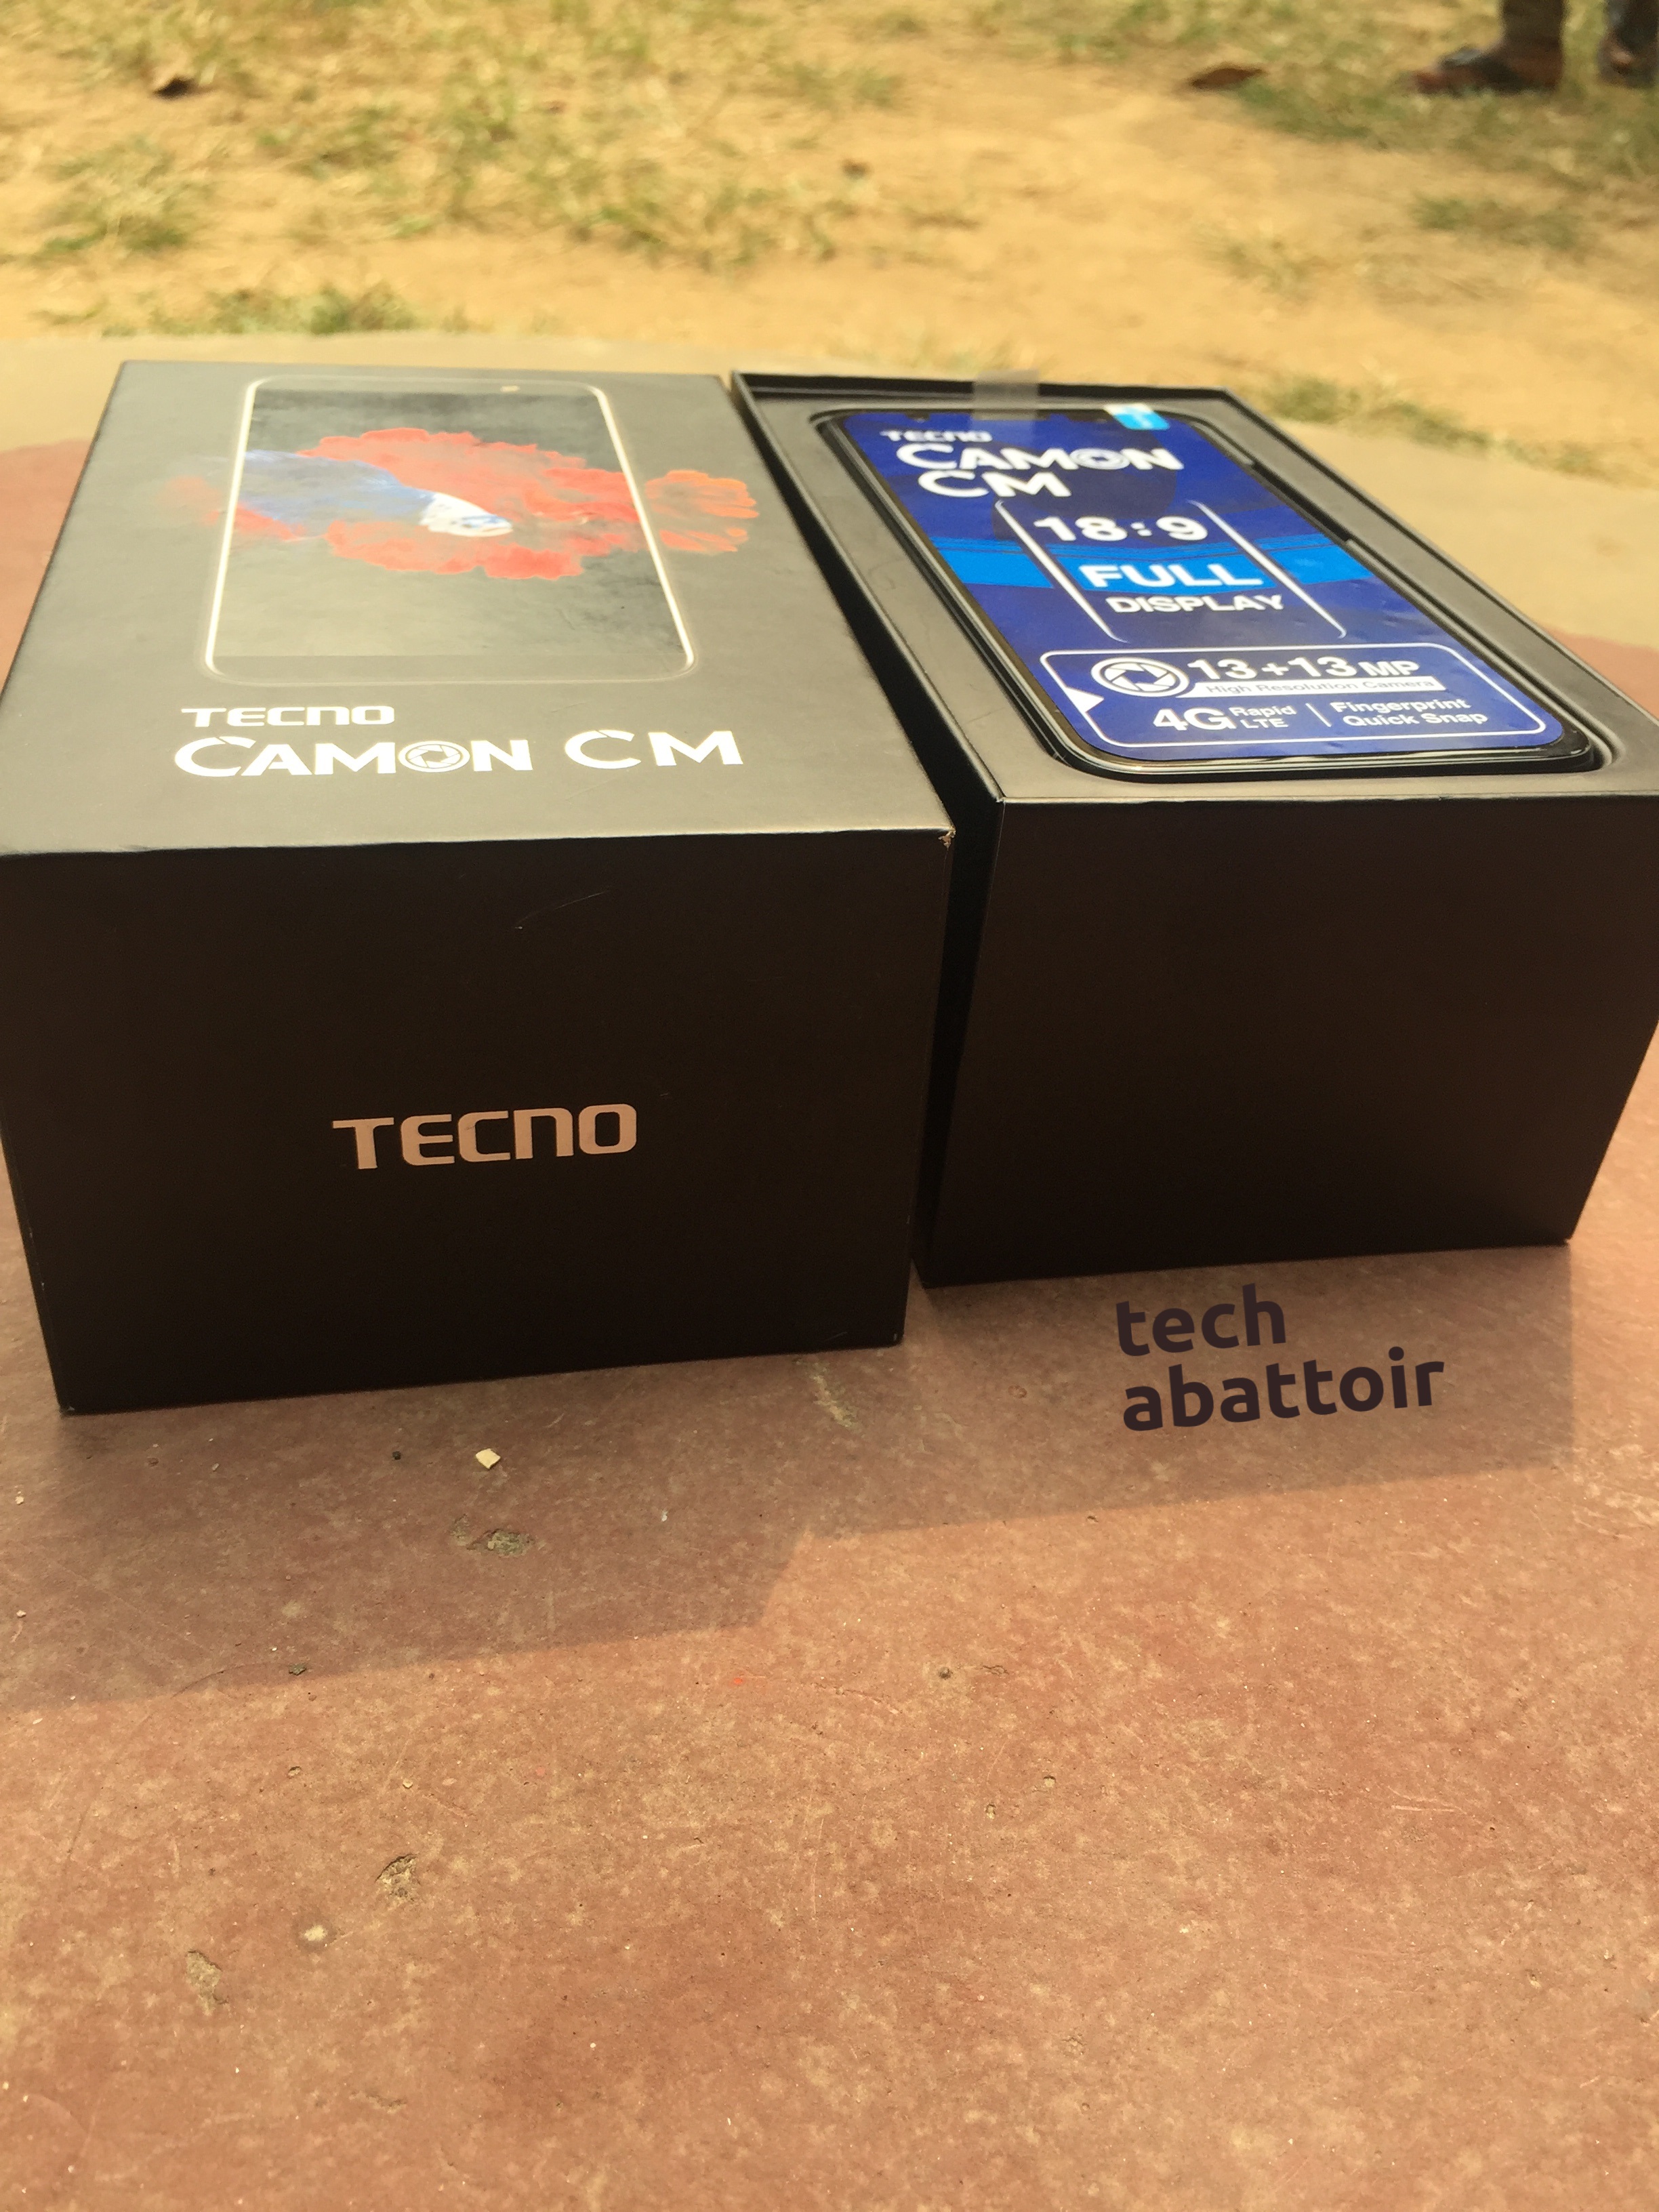 TECNO
CAMON CM
TECNO
TECNO
CAMON
CM
18:9
FULL
DISPLAY
13+13 MP
High Resolution Camera
4G Rapid LTE | Fingerprint Quick Snap
tech
abattoir